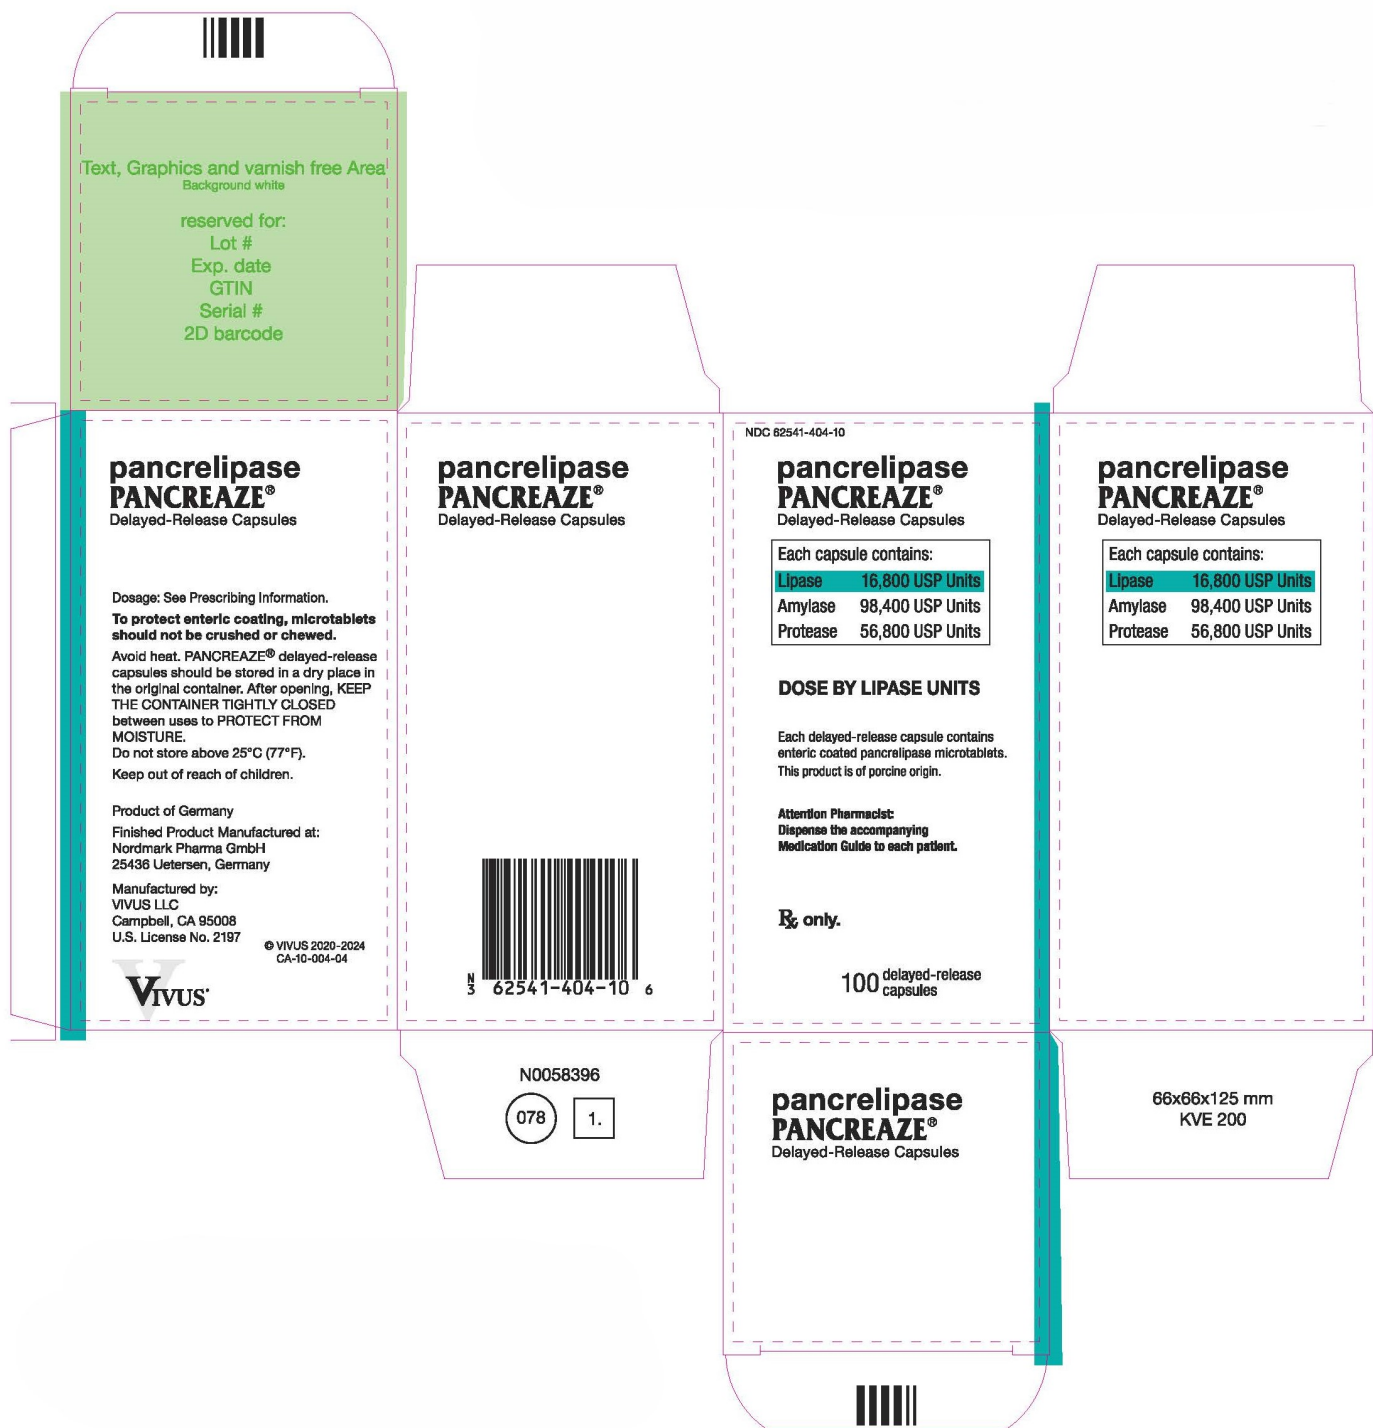 Text, Graphics and varnish free Area
Background white
reserved for:
Lot #
Exp. date
GTIN
Serial #
2D barcode
pancrelipase
PANCREAZE®
Delayed-Release Capsules
Dosage: See Prescribing Information.
To protect enteric coating, microtablets
should not be crushed or chewed.
Avoid heat. PANCREAZE® delayed-release
capsules should be stored in a dry place in
the original container. After opening, KEEP
THE CONTAINER TIGHTLY CLOSED
between uses to PROTECT FROM
MOISTURE.
Do not store above 25°C (77°F).
Keep out of reach of children.
Product of Germany
Finished Product Manufactured at:
Nordmark Pharma GmbH
25436 Uetersen, Germany
Manufactured by:
VIVUS LLC
Campbell, CA 95008
U.S. License No. 2197
© VIVUS 2020-2024
CA-10-004-04
VIVUS
pancrelipase
PANCREAZE®
Delayed-Release Capsules
N
3 62541-404-10 6
N0058396
078 1.
NDC 62541-404-10
pancrelipase
PANCREAZE®
Delayed-Release Capsules
Each capsule contains:
Lipase 16,800 USP Units
Amylase 98,400 USP Units
Protease 56,800 USP Units
DOSE BY LIPASE UNITS
Each delayed-release capsule contains
enteric coated pancrelipase microtablets.
This product is of porcine origin.
Attention Pharmacist:
Dispense the accompanying
Medication Guide to each patient.
℞ only.
100 delayed-release
capsules
pancrelipase
PANCREAZE®
Delayed-Release Capsules
pancrelipase
PANCREAZE®
Delayed-Release Capsules
Each capsule contains:
Lipase 16,800 USP Units
Amylase 98,400 USP Units
Protease 56,800 USP Units
66x66x125 mm
KVE 200